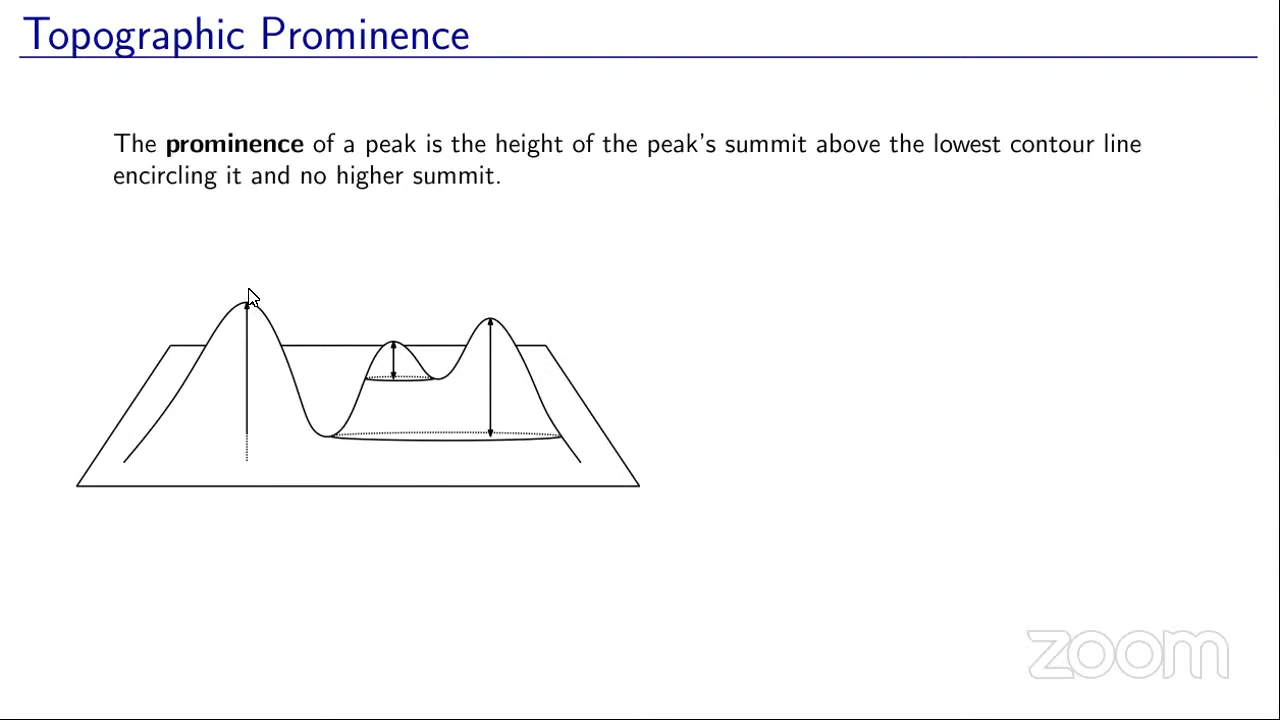 Topographic Prominence
The prominence of a peak is the height of the peak's summit above the lowest contour line
encircling it and no higher summit.
zoom